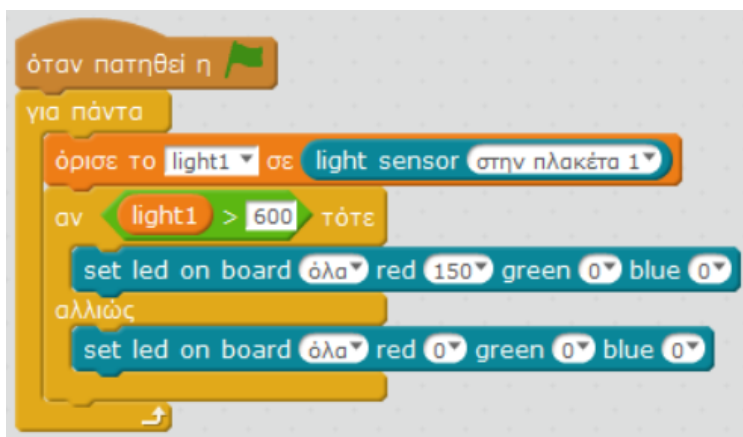 όταν πατηθεί η
για πάντα
όρισε το light1 σε light sensor στην πλακέτα 1
αν light1 > 600 τότε
set led on board όλα red 150 green 0 blue 0
αλλιώς
set led on board όλα red 0 green 0 blue 0